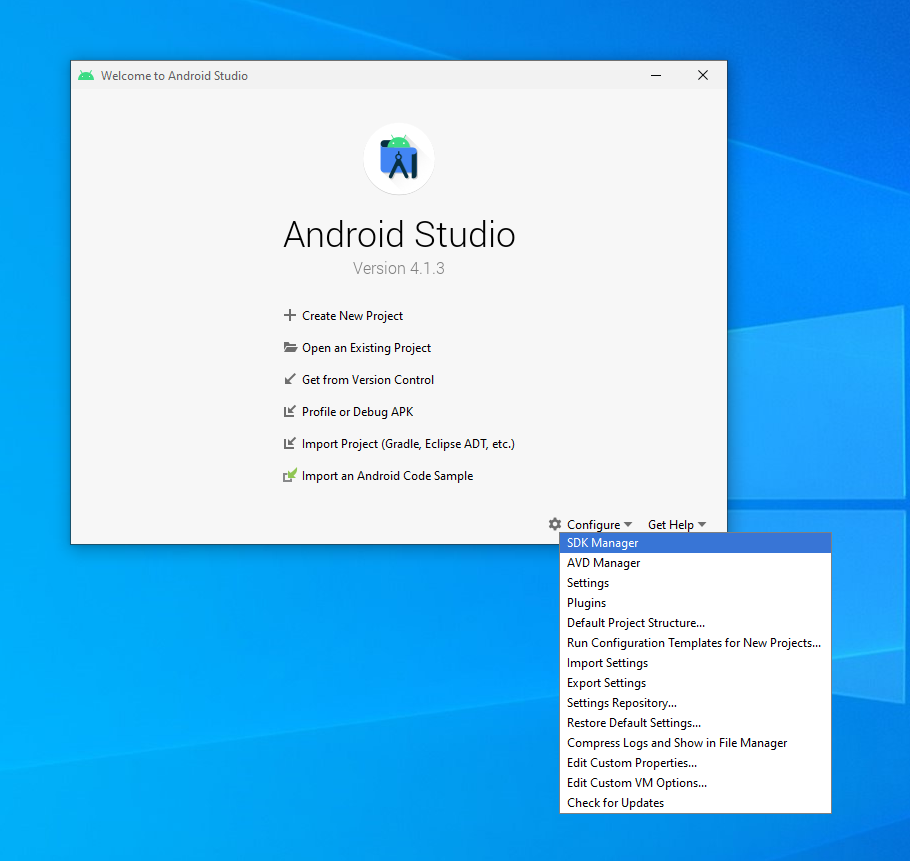 Welcome to Android Studio
Android Studio
Version 4.1.3
Create New Project
Open an Existing Project
Get from Version Control
Profile or Debug APK
Import Project (Gradle, Eclipse ADT, etc.)
Import an Android Code Sample
Configure Get Help
SDK Manager
AVD Manager
Settings
Plugins
Default Project Structure...
Run Configuration Templates for New Projects...
Import Settings
Export Settings
Settings Repository...
Restore Default Settings...
Compress Logs and Show in File Manager
Edit Custom Properties...
Edit Custom VM Options...
Check for Updates